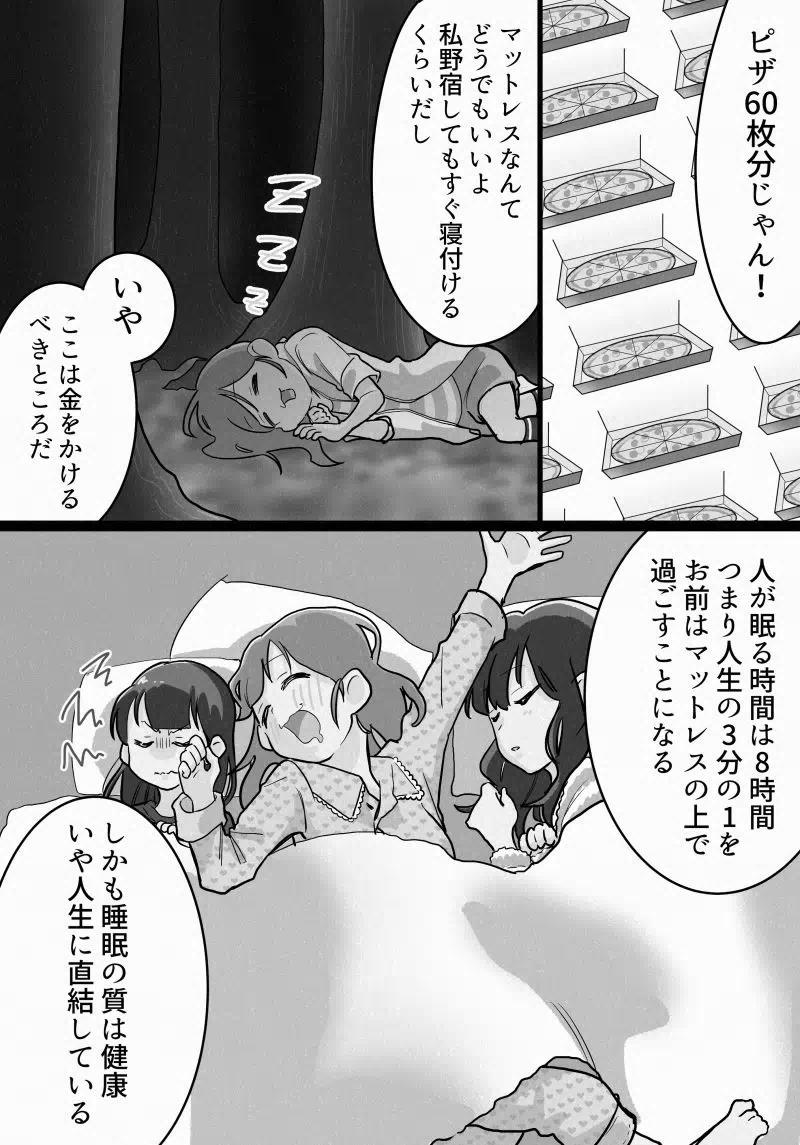 ピザ60枚分じゃん！
マットレスなんて
どうでもいいよ
私野宿してもすぐ寝付ける
くらいだし
ZZZ
いや
ここは金をかける
べきところだ
人が眠る時間は8時間
つまり人生の3分の1を
お前はマットレスの上で
過ごすことになる
しかも睡眠の質は健康
いや人生に直結している